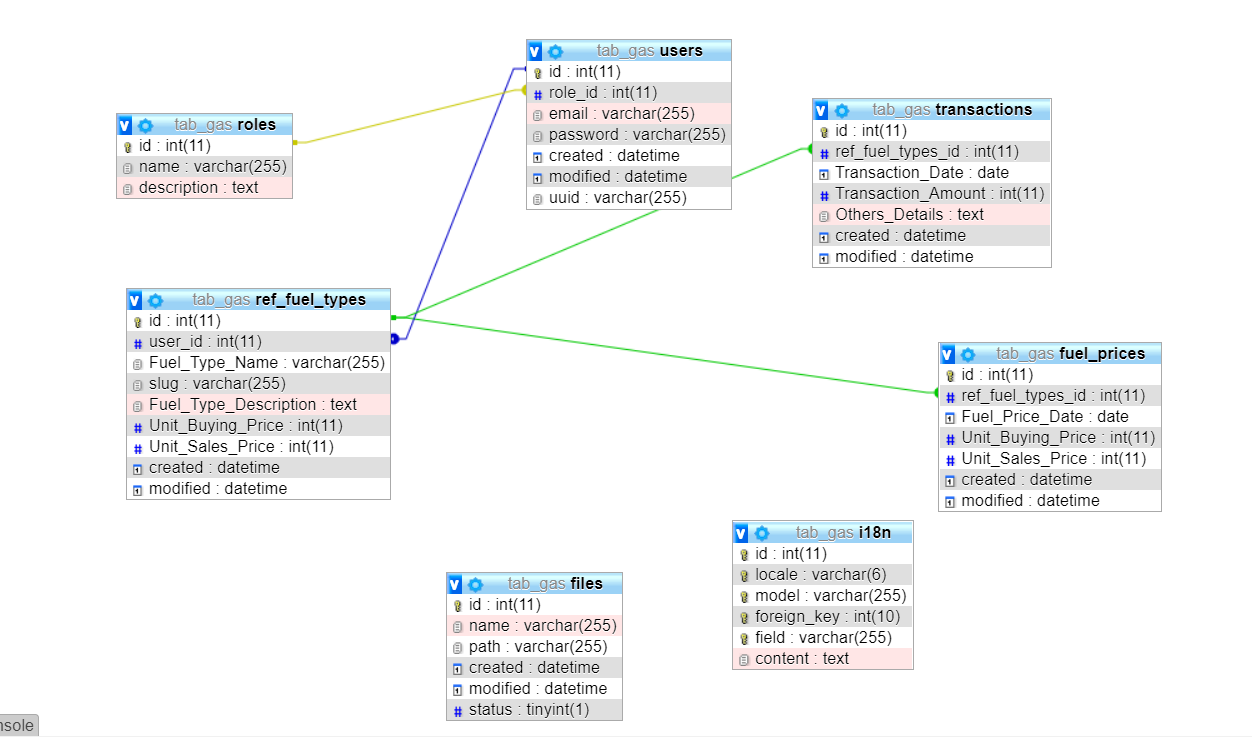 tab_gas users
id : int(11)
role_id : int(11)
email : varchar(255)
password : varchar(255)
created : datetime
modified : datetime
uuid : varchar(255)
tab_gas transactions
id : int(11)
ref_fuel_types_id : int(11)
Transaction_Date : date
Transaction_Amount : int(11)
Others_Details : text
created : datetime
modified : datetime
tab_gas roles
id : int(11)
name : varchar(255)
description : text
tab_gas ref_fuel_types
id : int(11)
user_id : int(11)
Fuel_Type_Name : varchar(255)
slug : varchar(255)
Fuel_Type_Description : text
Unit_Buying_Price : int(11)
Unit_Sales_Price : int(11)
created : datetime
modified : datetime
tab_gas fuel_prices
id : int(11)
ref_fuel_types_id : int(11)
Fuel_Price_Date : date
Unit_Buying_Price : int(11)
Unit_Sales_Price : int(11)
created : datetime
modified : datetime
tab_gas i18n
id : int(11)
locale : varchar(6)
model : varchar(255)
foreign_key : int(10)
field : varchar(255)
content : text
tab_gas files
id : int(11)
name : varchar(255)
path : varchar(255)
created : datetime
modified : datetime
status : tinyint(1)
nsole